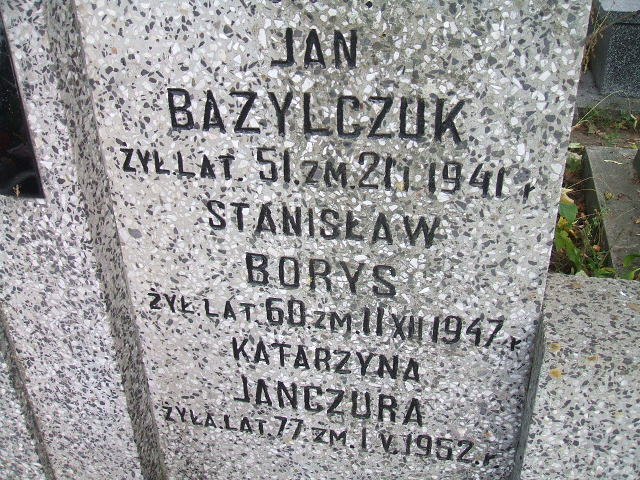 JAN
BAZYLCZUK
ŻYŁ LAT. 51. ZM. 21 I. 1941 r
STANISŁAW
BORYS
ŻYŁ. LAT. 60 ZM. 11 XII 1947 r.
KATARZYNA
JANCZURA
ŻYŁA LAT. 77 ZM. I V. 1952 r.